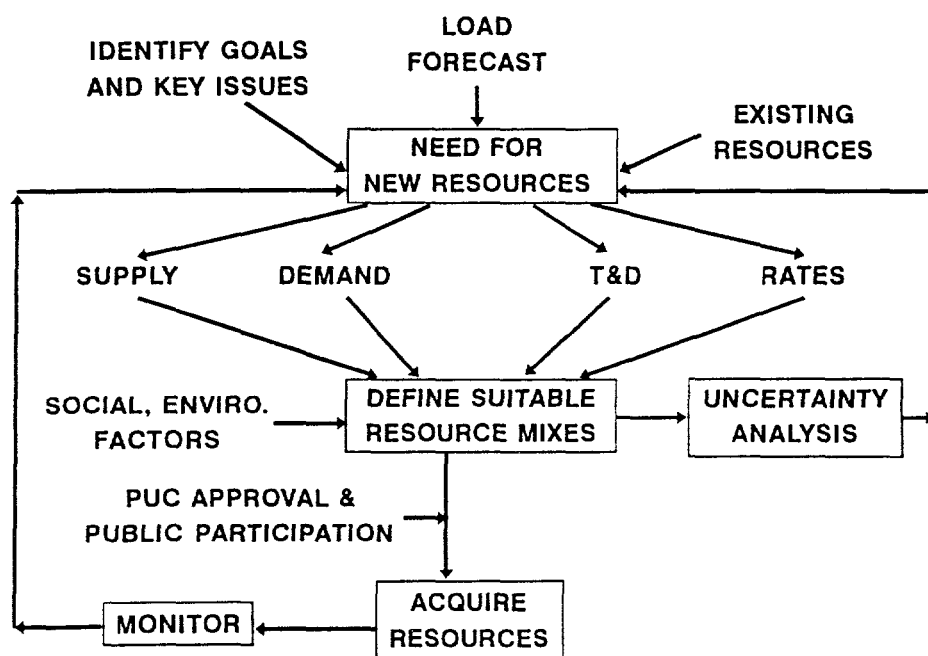 LOAD
FORECAST
IDENTIFY GOALS
AND KEY ISSUES
EXISTING
RESOURCES
NEED FOR
NEW RESOURCES
SUPPLY
DEMAND
T&D
RATES
SOCIAL, ENVIRO.
FACTORS
DEFINE SUITABLE
RESOURCE MIXES
UNCERTAINTY
ANALYSIS
PUC APPROVAL &
PUBLIC PARTICIPATION
ACQUIRE
RESOURCES
MONITOR